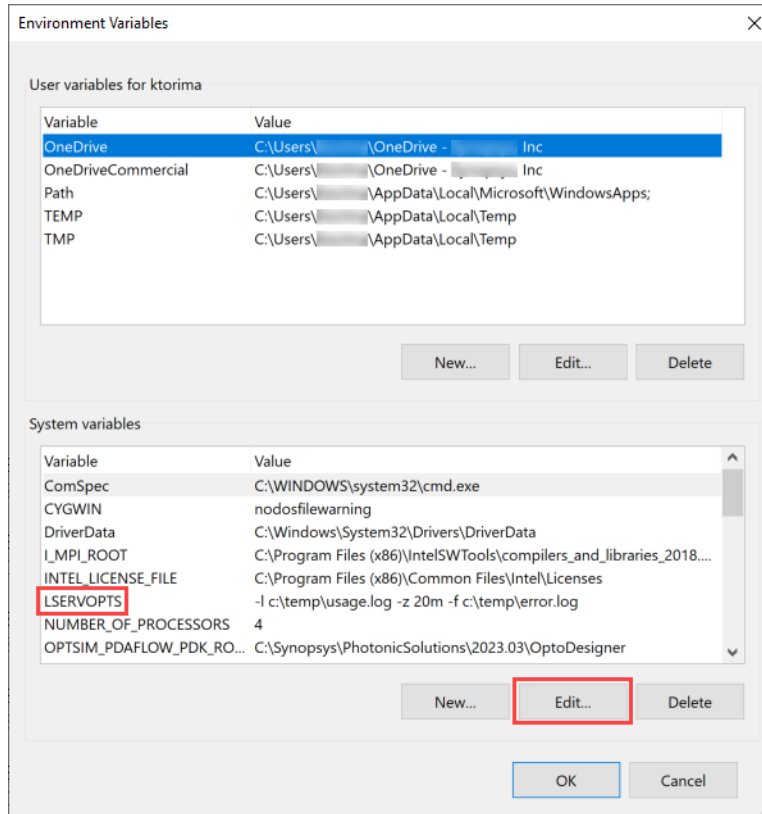 Environment Variables
User variables for ktorima
Variable Value
OneDrive C:\Users\ \OneDrive - Inc
OneDriveCommercial C:\Users\ \OneDrive - Inc
Path C:\Users\ \AppData\Local\Microsoft\WindowsApps;
TEMP C:\Users\ \AppData\Local\Temp
TMP C:\Users\ \AppData\Local\Temp
New... Edit... Delete
System variables
Variable Value
ComSpec C:\WINDOWS\system32\cmd.exe
CYGWIN nodosfilewarning
DriverData C:\Windows\System32\Drivers\DriverData
I_MPI_ROOT C:\Program Files (x86)\IntelSWTools\compilers_and_libraries_2018....
INTEL_LICENSE_FILE C:\Program Files (x86)\Common Files\Intel\Licenses
LSERVOPTS -l c:\temp\usage.log -z 20m -f c:\temp\error.log
NUMBER_OF_PROCESSORS 4
OPTSIM_PDAFLOW_PDK_RO... C:\Synopsys\PhotonicSolutions\2023.03\OptoDesigner
New... Edit... Delete
OK Cancel